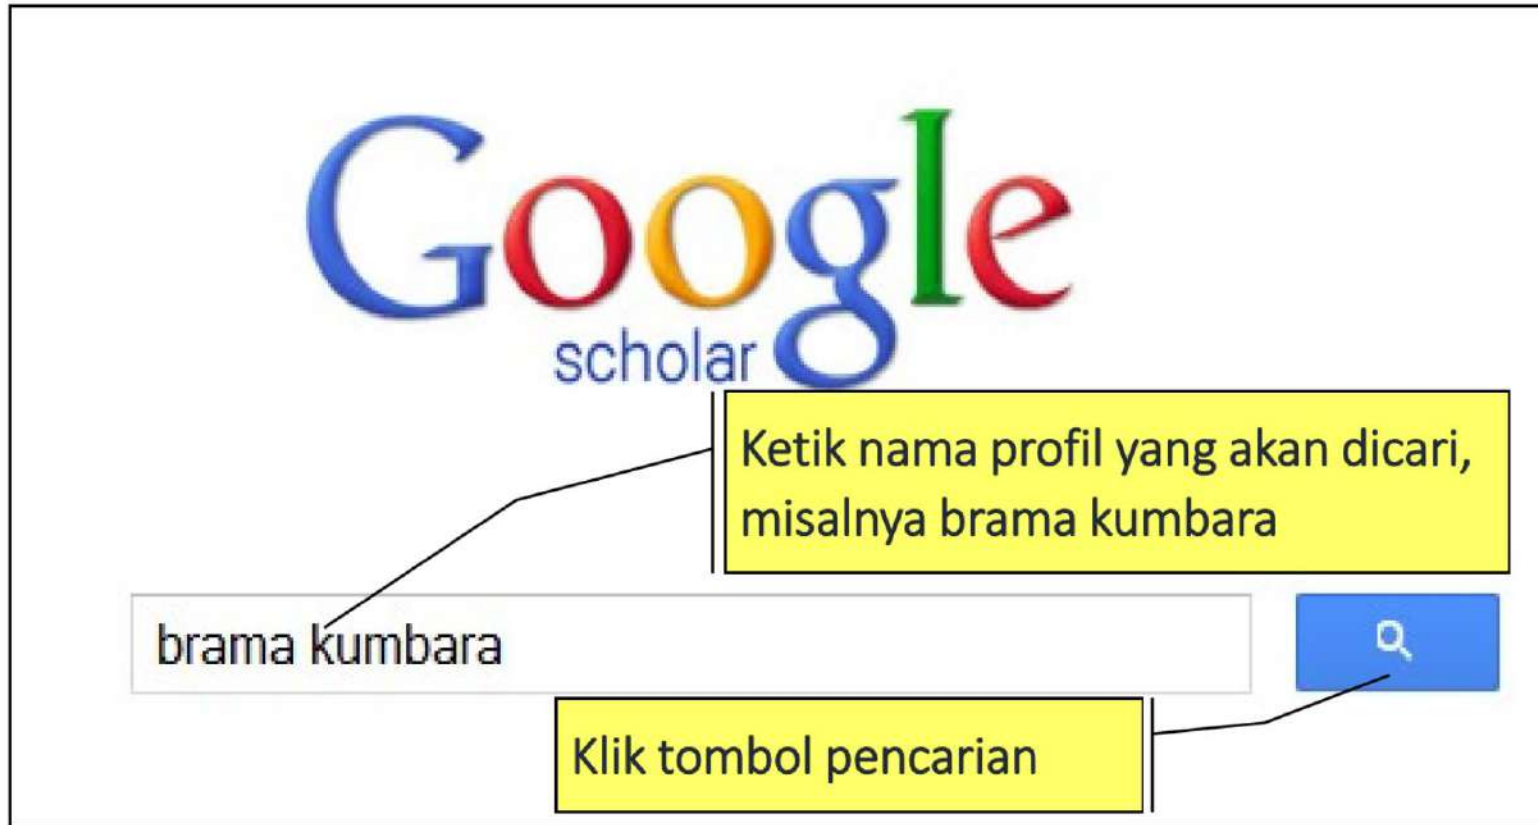 Google
scholar
Ketik nama profil yang akan dicari,
misalnya brama kumbara
brama kumbara
Klik tombol pencarian